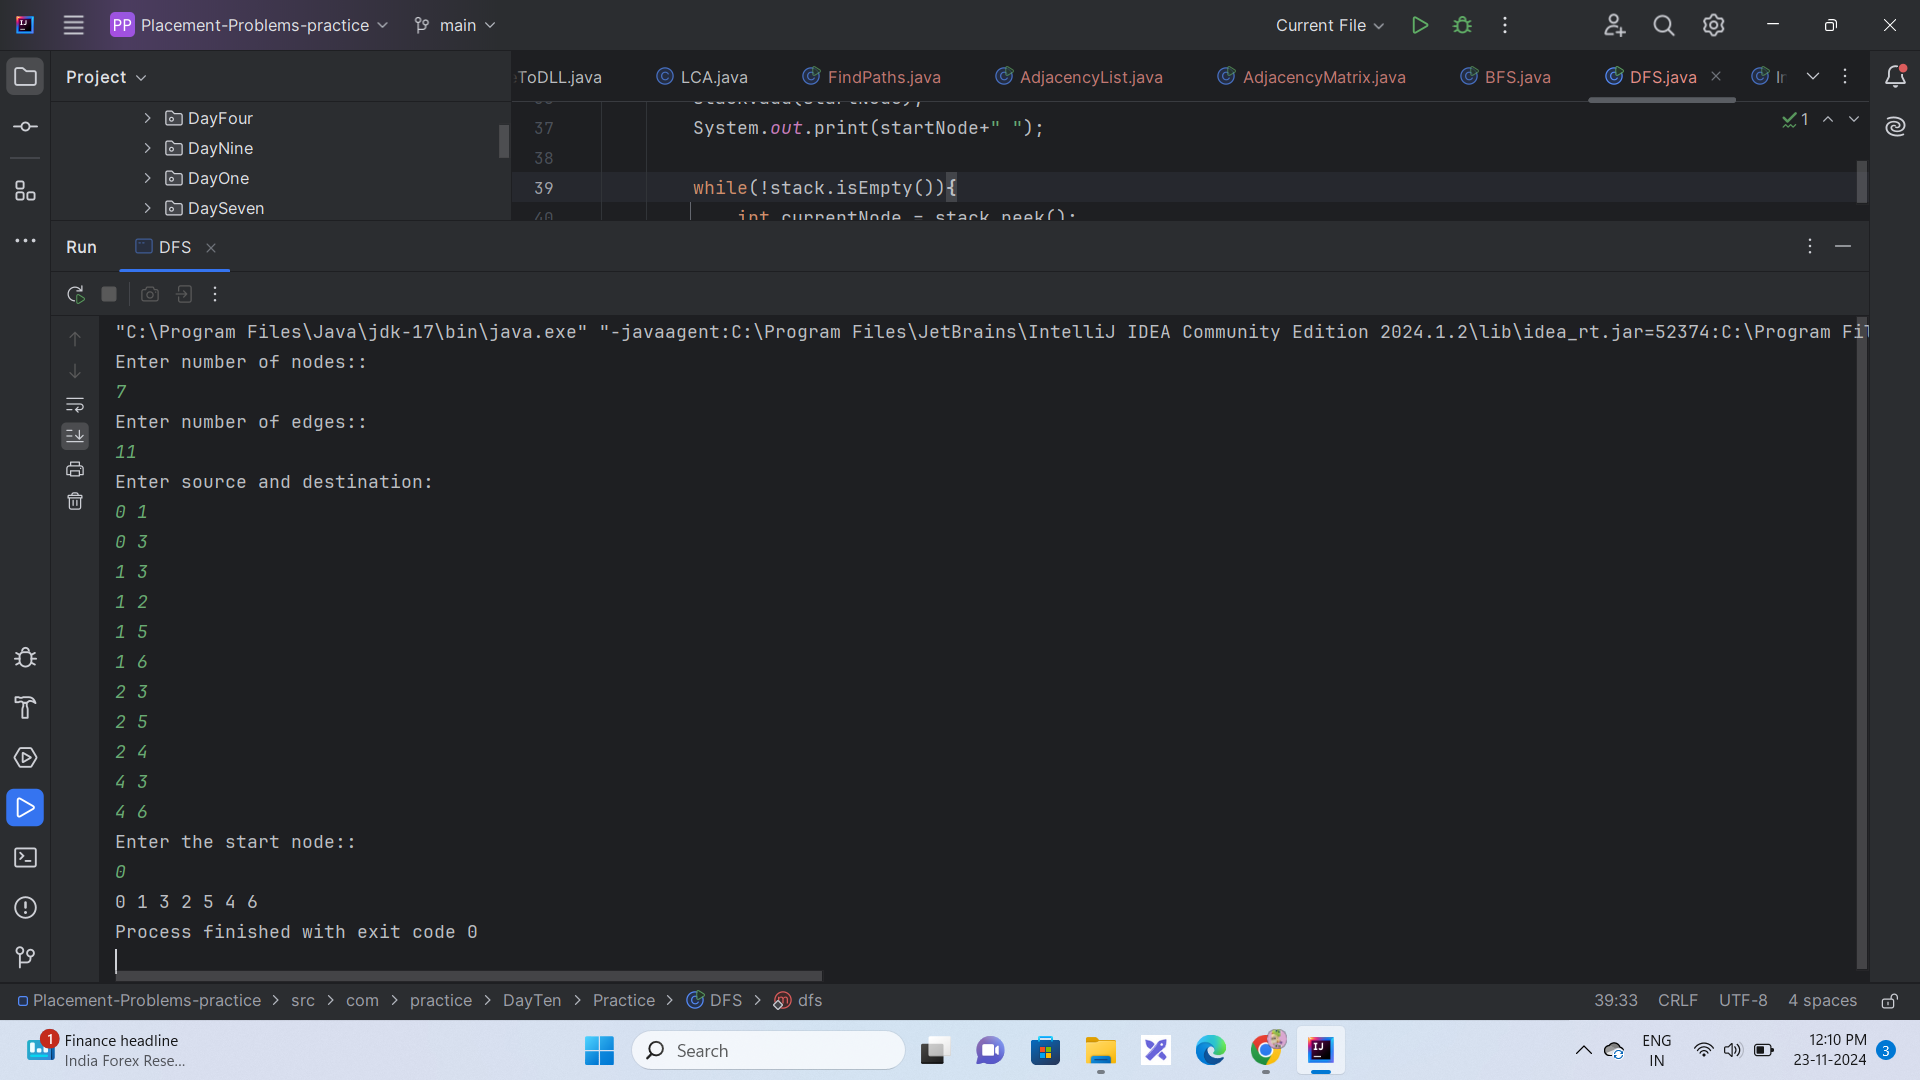 PP Placement-Problems-practice main Current File
Project
ToDLL.java LCA.java FindPaths.java AdjacencyList.java AdjacencyMatrix.java BFS.java DFS.java
DayFour
DayNine
DayOne
DaySeven
37 System.out.print(startNode+" ");
1
38
39 while(!stack.isEmpty()){
40 int currentNode = stack.peek();
Run DFS
"C:\Program Files\Java\jdk-17\bin\java.exe" "-javaagent:C:\Program Files\JetBrains\IntelliJ IDEA Community Edition 2024.1.2\lib\idea_rt.jar=52374:C:\Program Fil
Enter number of nodes::
7
Enter number of edges::
11
Enter source and destination:
0 1
0 3
1 3
1 2
1 5
1 6
2 3
2 5
2 4
4 3
4 6
Enter the start node::
0
0 1 3 2 5 4 6
Process finished with exit code 0
Placement-Problems-practice > src > com > practice > DayTen > Practice > DFS > dfs 39:33 CRLF UTF-8 4 spaces
1 Finance headline
India Forex Rese...
Search
ENG
IN
12:10 PM
23-11-2024
3